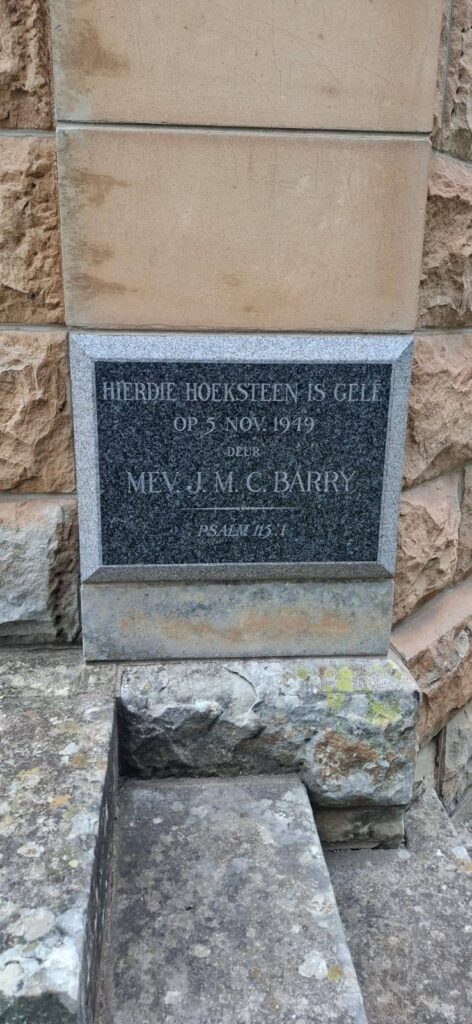 HIERDIE HOEKSTEEN IS GELÊ
OP 5 NOV. 1949
DEUR
MEV. J. M. C. BARRY
PSALM 115:1